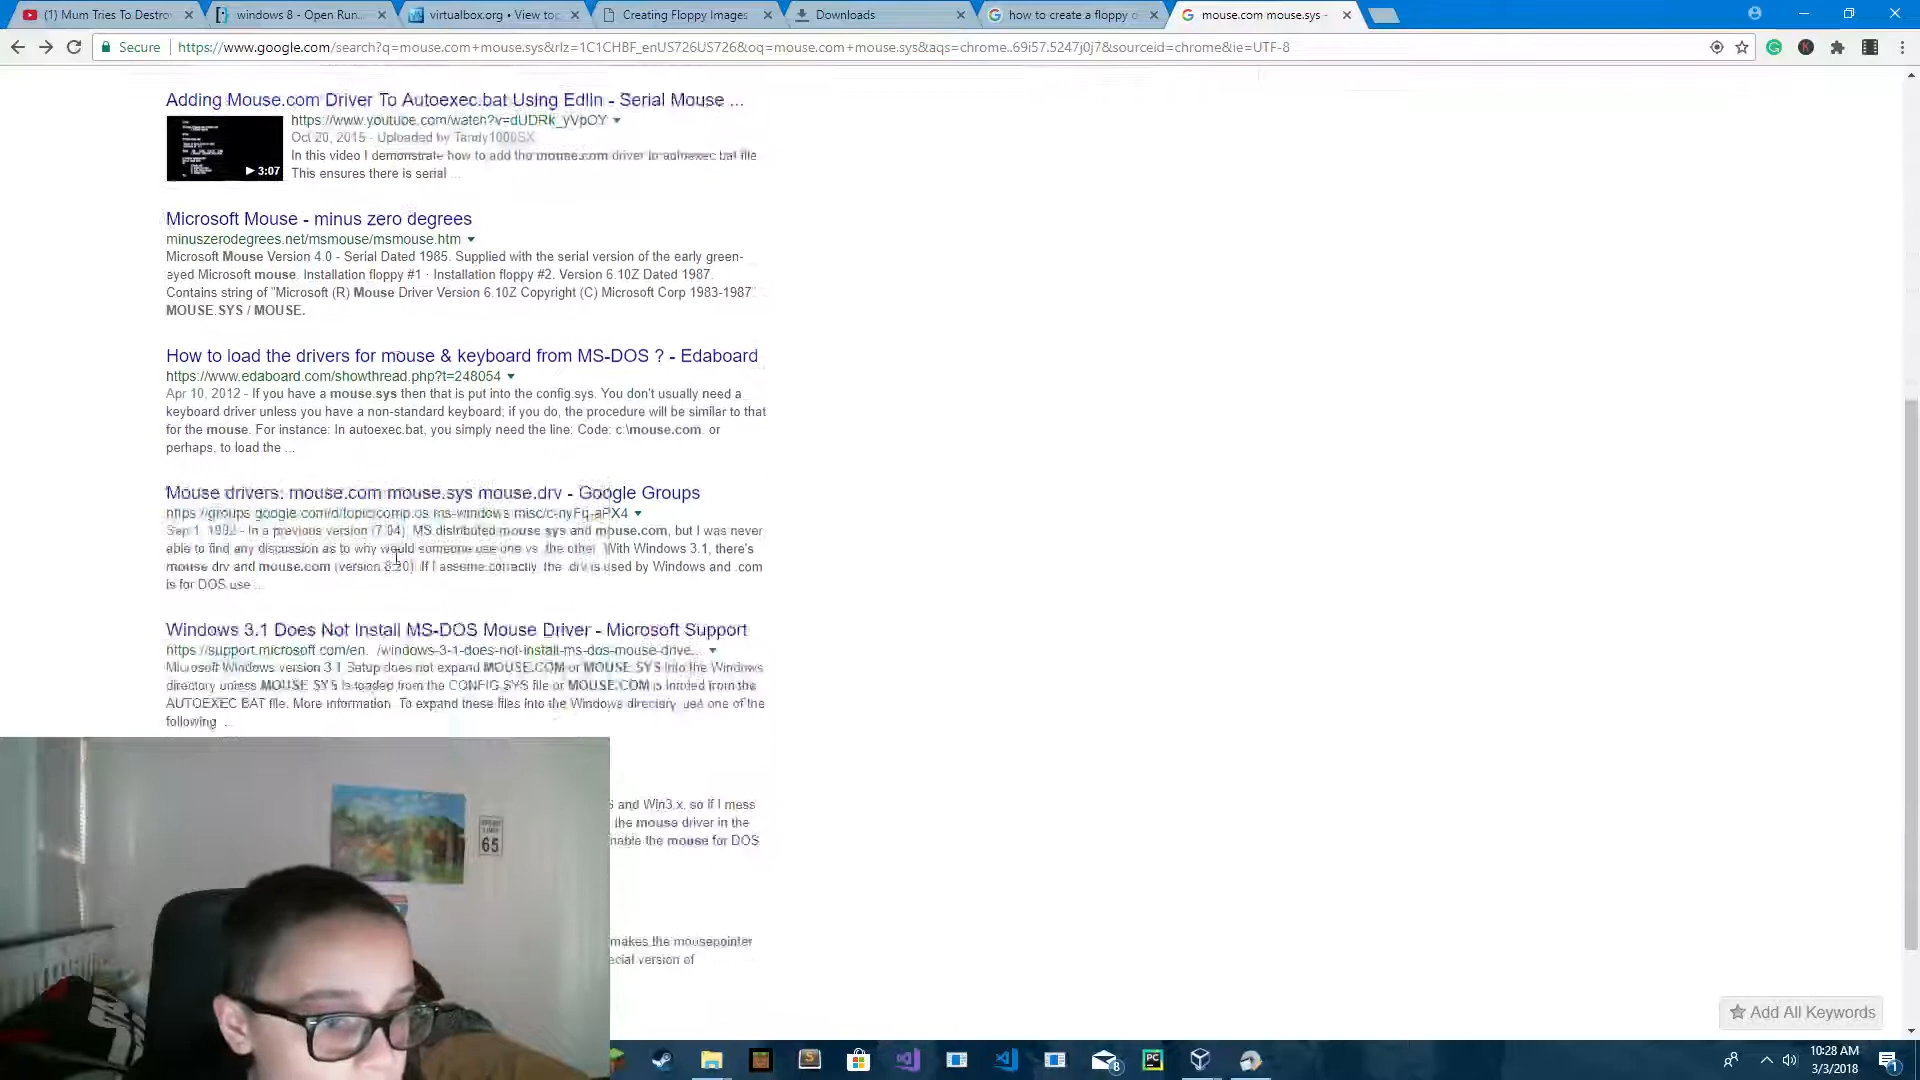 (1) Mum Tries To Destro
windows 8 - Open Run...
virtualbox.org • View top
Creating Floppy Images
Downloads
how to create a floppy
mouse.com mouse.sys -
Secure
https://www.google.com/search?q=mouse.com+mouse.sys&rlz=1C1CHBF_enUS726US726&oq=mouse.com+mouse.sys&aqs=chrome..69i57.5247j0j7&sourceid=chrome&ie=UTF-8
Adding Mouse.com Driver To Autoexec.bat Using Edlin - Serial Mouse ...
https://www.youtube.com/watch?v=dUDRk_yVpOY
Oct 20, 2015 - Uploaded by Tandy1000SX
3:07
In this video I demonstrate how to add the mouse.com driver to autoexec bat file
This ensures there is serial ...
Microsoft Mouse - minus zero degrees
minuszerodegrees.net/msmouse/msmouse.htm
Microsoft Mouse Version 4.0 - Serial Dated 1985. Supplied with the serial version of the early green-
eyed Microsoft mouse. Installation floppy #1 · Installation floppy #2. Version 6.10Z Dated 1987.
Contains string of "Microsoft (R) Mouse Driver Version 6.10Z Copyright (C) Microsoft Corp 1983-1987"
MOUSE.SYS / MOUSE.
How to load the drivers for mouse & keyboard from MS-DOS ? - Edaboard
https://www.edaboard.com/showthread.php?t=248054
Apr 10, 2012 - If you have a mouse.sys then that is put into the config.sys. You don't usually need a
keyboard driver unless you have a non-standard keyboard; if you do, the procedure will be similar to that
for the mouse. For instance: In autoexec.bat, you simply need the line: Code: c:\mouse.com. or
perhaps, to load the ...
Mouse drivers: mouse.com mouse.sys mouse.drv - Google Groups
https://groups.google.com/d/topic/comp.os.ms-windows.misc/c-nyFq-aPX4
Sep 1, 1992 - In a previous version (7.04), MS distributed mouse sys and mouse.com, but I was never
able to find any discussion as to why would someone use one vs. the other. With Windows 3.1, there's
mouse drv and mouse.com (version 8.20). If I assume correctly, the .drv is used by Windows and .com
is for DOS use ...
Windows 3.1 Does Not Install MS-DOS Mouse Driver - Microsoft Support
https://support.microsoft.com/en.../windows-3-1-does-not-install-ms-dos-mouse-drive...
Microsoft Windows version 3.1 Setup does not expand MOUSE.COM or MOUSE.SYS into the Windows
directory unless MOUSE.SYS is loaded from the CONFIG.SYS file or MOUSE.COM is loaded from the
AUTOEXEC.BAT file. More information. To expand these files into the Windows directory, use one of the
following ...
and Win3.x, so if I mess
the mouse driver in the
nable the mouse for DOS
makes the mousepointer
ecial version of
65
Add All Keywords
8
10:28 AM
3/3/2018
1